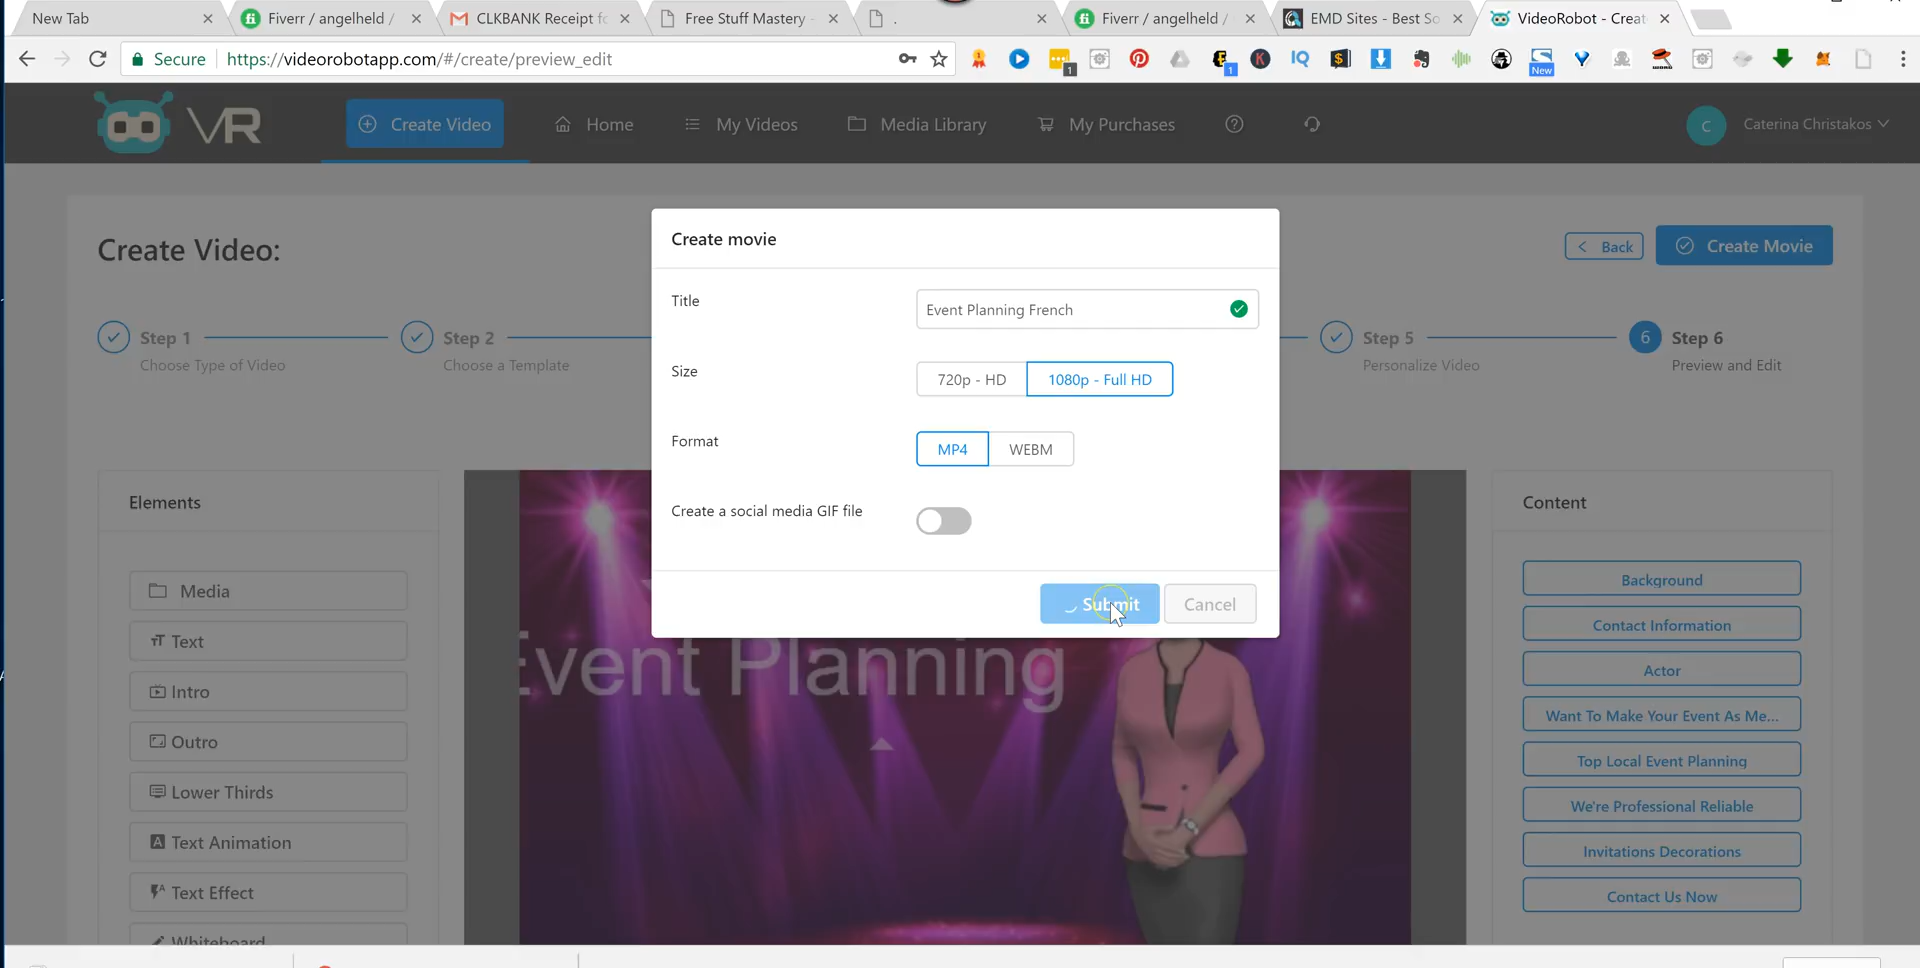 New Tab
Fiverr / angelheld /
CLKBANK Receipt fo
Free Stuff Mastery -
.
Fiverr / angelheld /
EMD Sites - Best So
VideoRobot - Creat
Secure
https://videorobotapp.com/#/create/preview_edit
1
1
New
VR
Create Video
Home
My Videos
Media Library
My Purchases
C
Caterina Christakos
Create Video:
Back
Create Movie
Step 1
Choose Type of Video
Step 2
Choose a Template
Step 5
Personalize Video
6
Step 6
Preview and Edit
Create movie
Title
Event Planning French
Size
720p - HD
1080p - Full HD
Format
MP4
WEBM
Create a social media GIF file
Submit
Cancel
Elements
Media
Text
Intro
Outro
Lower Thirds
Text Animation
Text Effect
Whiteboard
Event Planning
Content
Background
Contact Information
Actor
Want To Make Your Event As Me...
Top Local Event Planning
We're Professional Reliable
Invitations Decorations
Contact Us Now